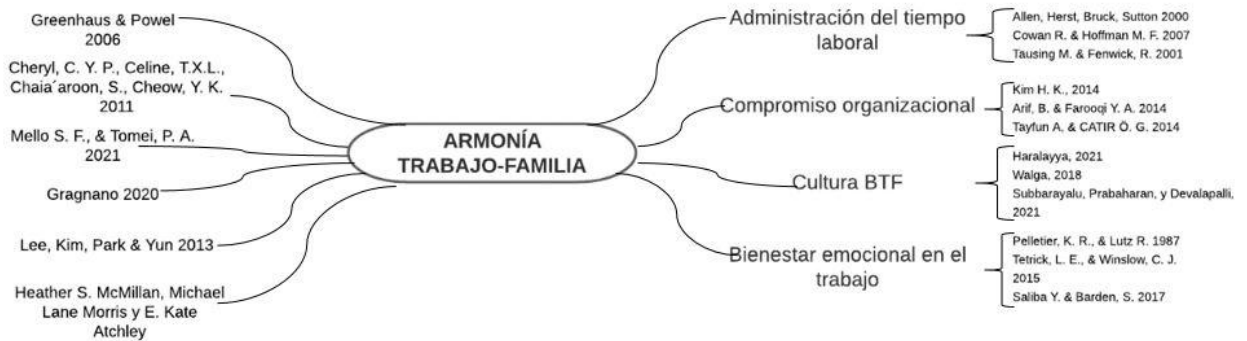 Greenhaus & Powel
2006
Cheryl, C. Y. P., Celine, T.X.L.,
Chaia´aroon, S., Cheow, Y. K.
2011
Mello S. F., & Tomei, P. A.
2021
Gragnano 2020
Lee, Kim, Park & Yun 2013
Heather S. McMillan, Michael
Lane Morris y E. Kate
Atchley
ARMONÍA
TRABAJO-FAMILIA
Administración del tiempo
laboral
Allen, Herst, Bruck, Sutton 2000
Cowan R. & Hoffman M. F. 2007
Tausing M. & Fenwick, R. 2001
Compromiso organizacional
Kim H. K., 2014
Arif, B. & Farooqi Y. A. 2014
Tayfun A. & CATIR Ö. G. 2014
Cultura BTF
Haralayya, 2021
Walga, 2018
Subbarayalu, Prabaharan, y Devalapalli,
2021
Bienestar emocional en el
trabajo
Pelletier, K. R., & Lutz R. 1987
Tetrick, L. E., & Winslow, C. J.
2015
Saliba Y. & Barden, S. 2017